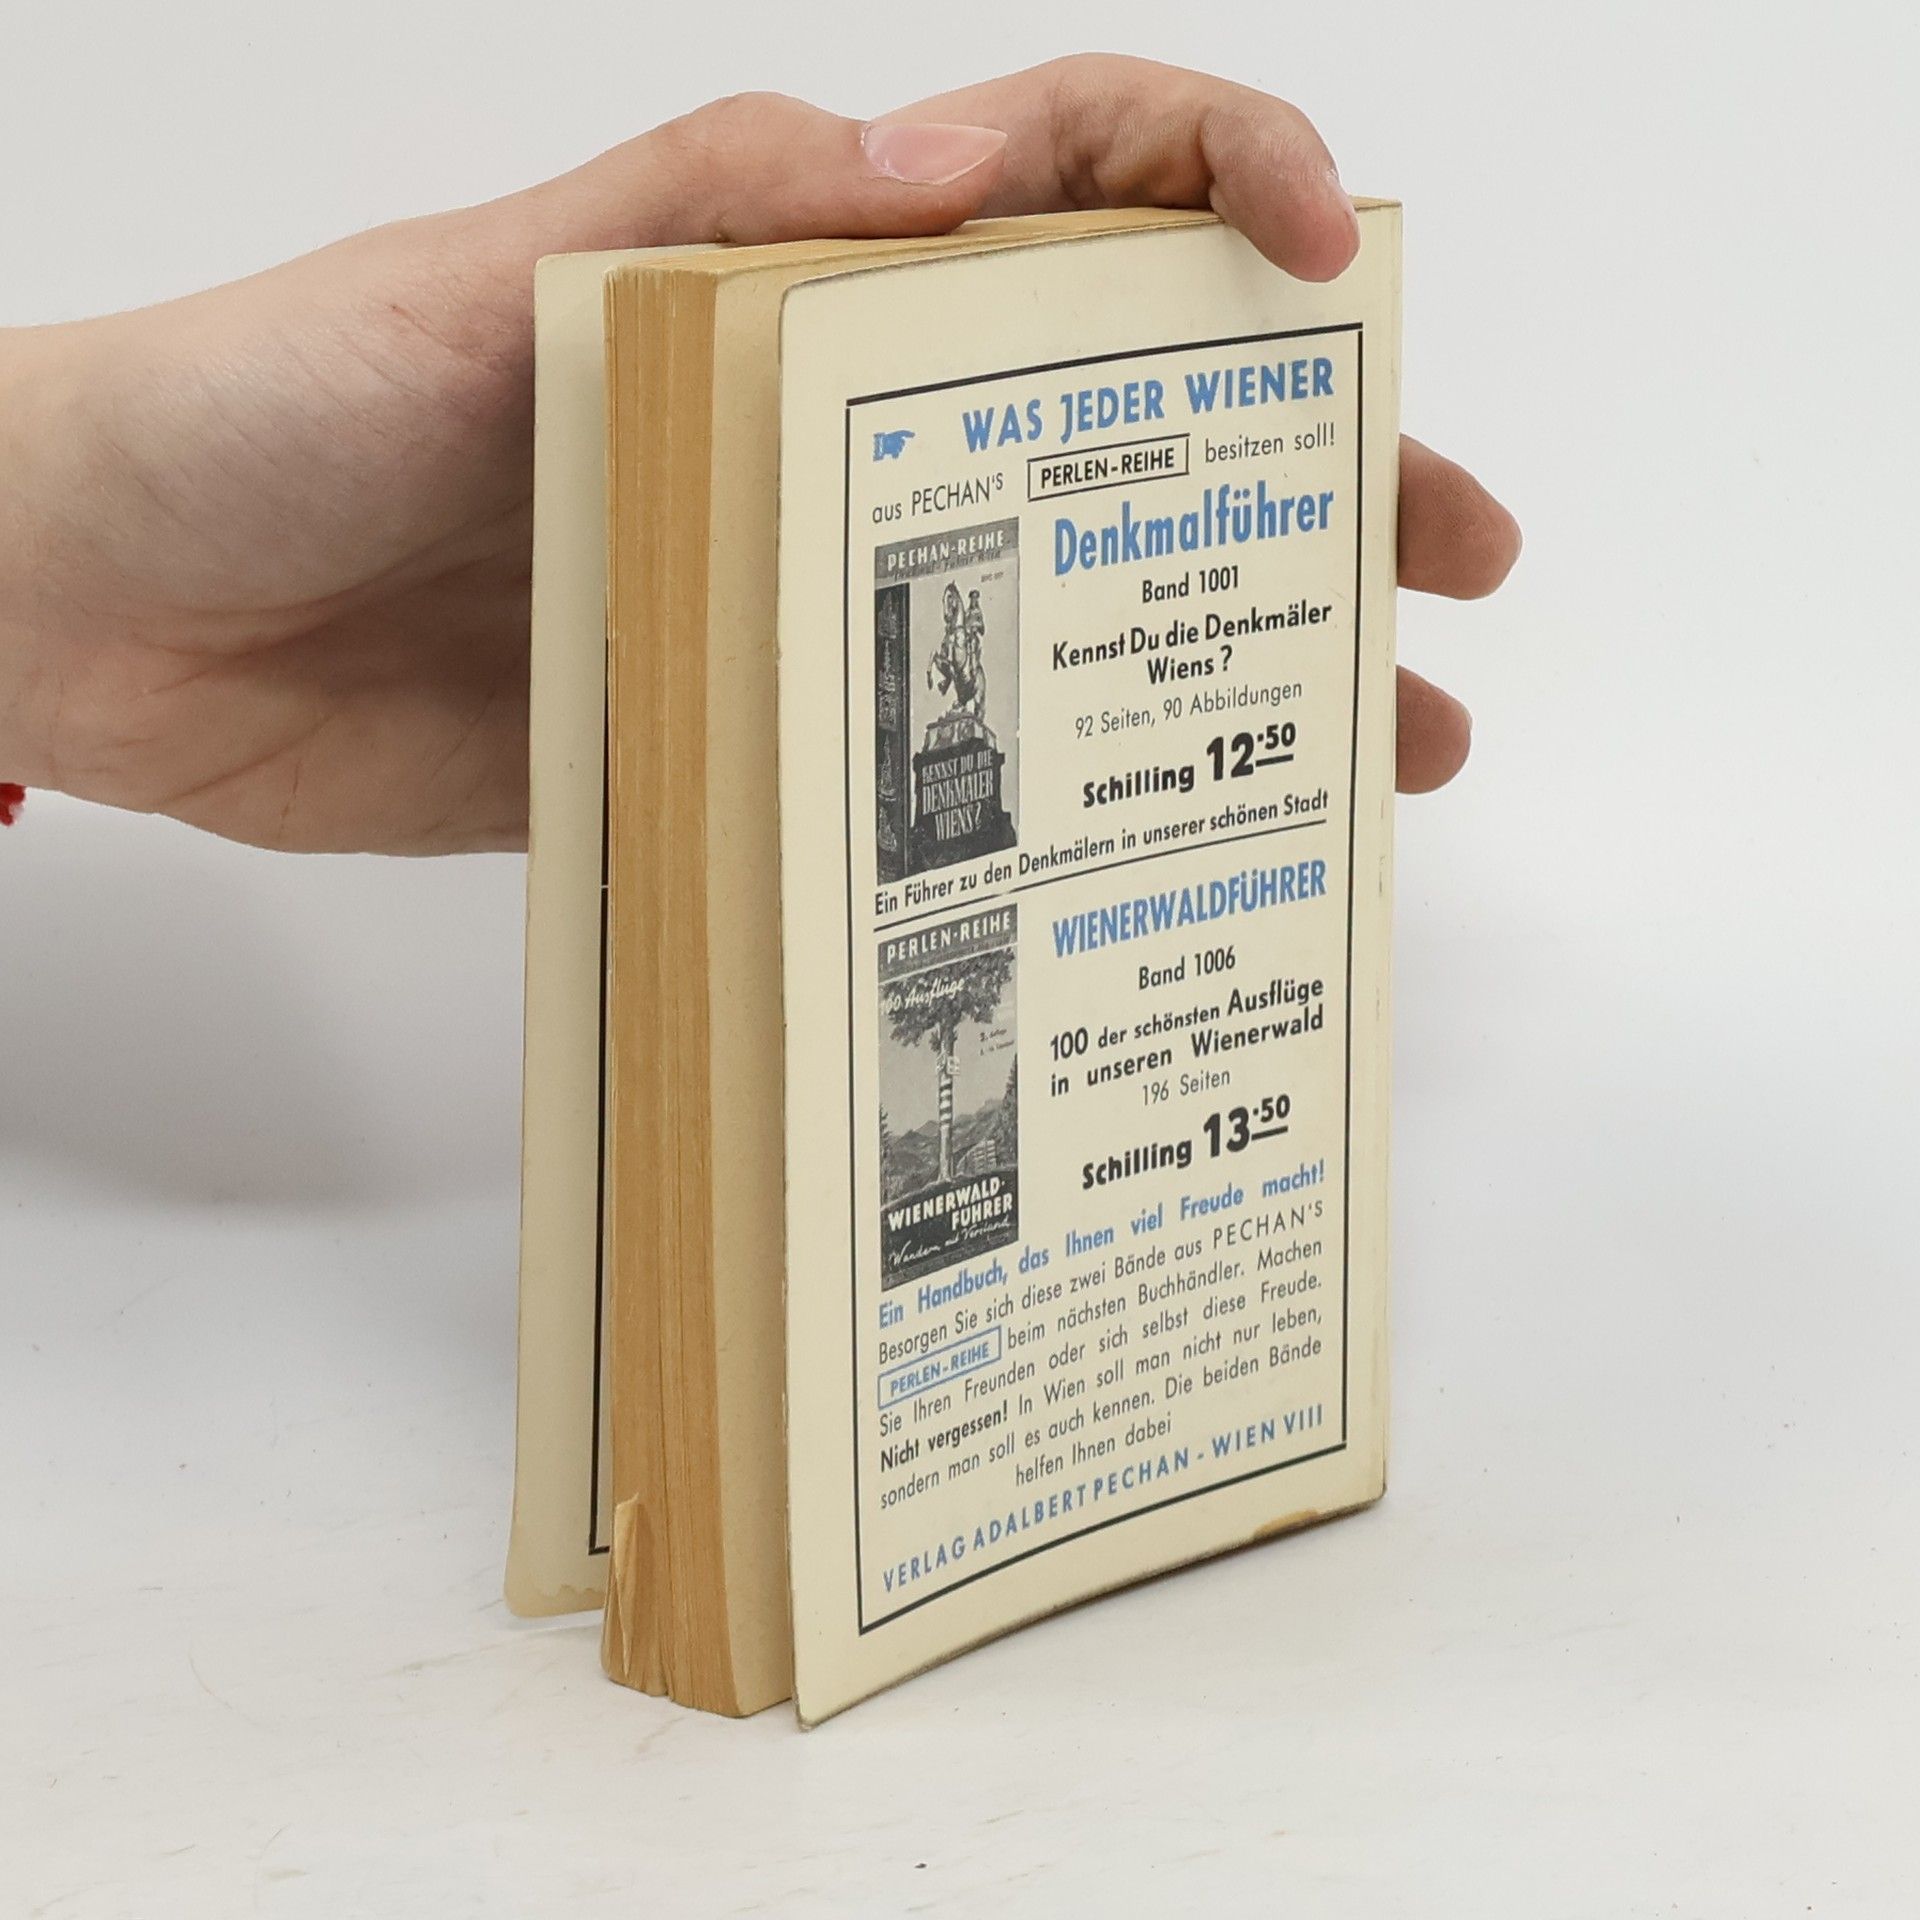 WAS JEDER WIENER
aus PECHAN'S PERLEN-REIHE besitzen soll!
PECHAN-REIHE
KENNST DU DIE
DENKMÄLER
WIENS?
Denkmalführer
Band 1001
Kennst Du die Denkmäler
Wiens?
92 Seiten, 90 Abbildungen
Schilling 12·50
Ein Führer zu den Denkmälern in unserer schönen Stadt
PERLEN-REIHE
100 Ausflüge
WIENERWALD-
FÜHRER
Wandern mit Verstand
WIENERWALDFÜHRER
Band 1006
100 der schönsten Ausflüge
in unseren Wienerwald
196 Seiten
Schilling 13·50
Ein Handbuch, das Ihnen viel Freude macht!
Besorgen Sie sich diese zwei Bände aus PECHAN'S
PERLEN-REIHE beim nächsten Buchhändler. Machen
Sie Ihren Freunden oder sich selbst diese Freude.
Nicht vergessen! In Wien soll man nicht nur leben,
sondern man soll es auch kennen. Die beiden Bände
helfen Ihnen dabei
VERLAG ADALBERT PECHAN - WIEN VIII